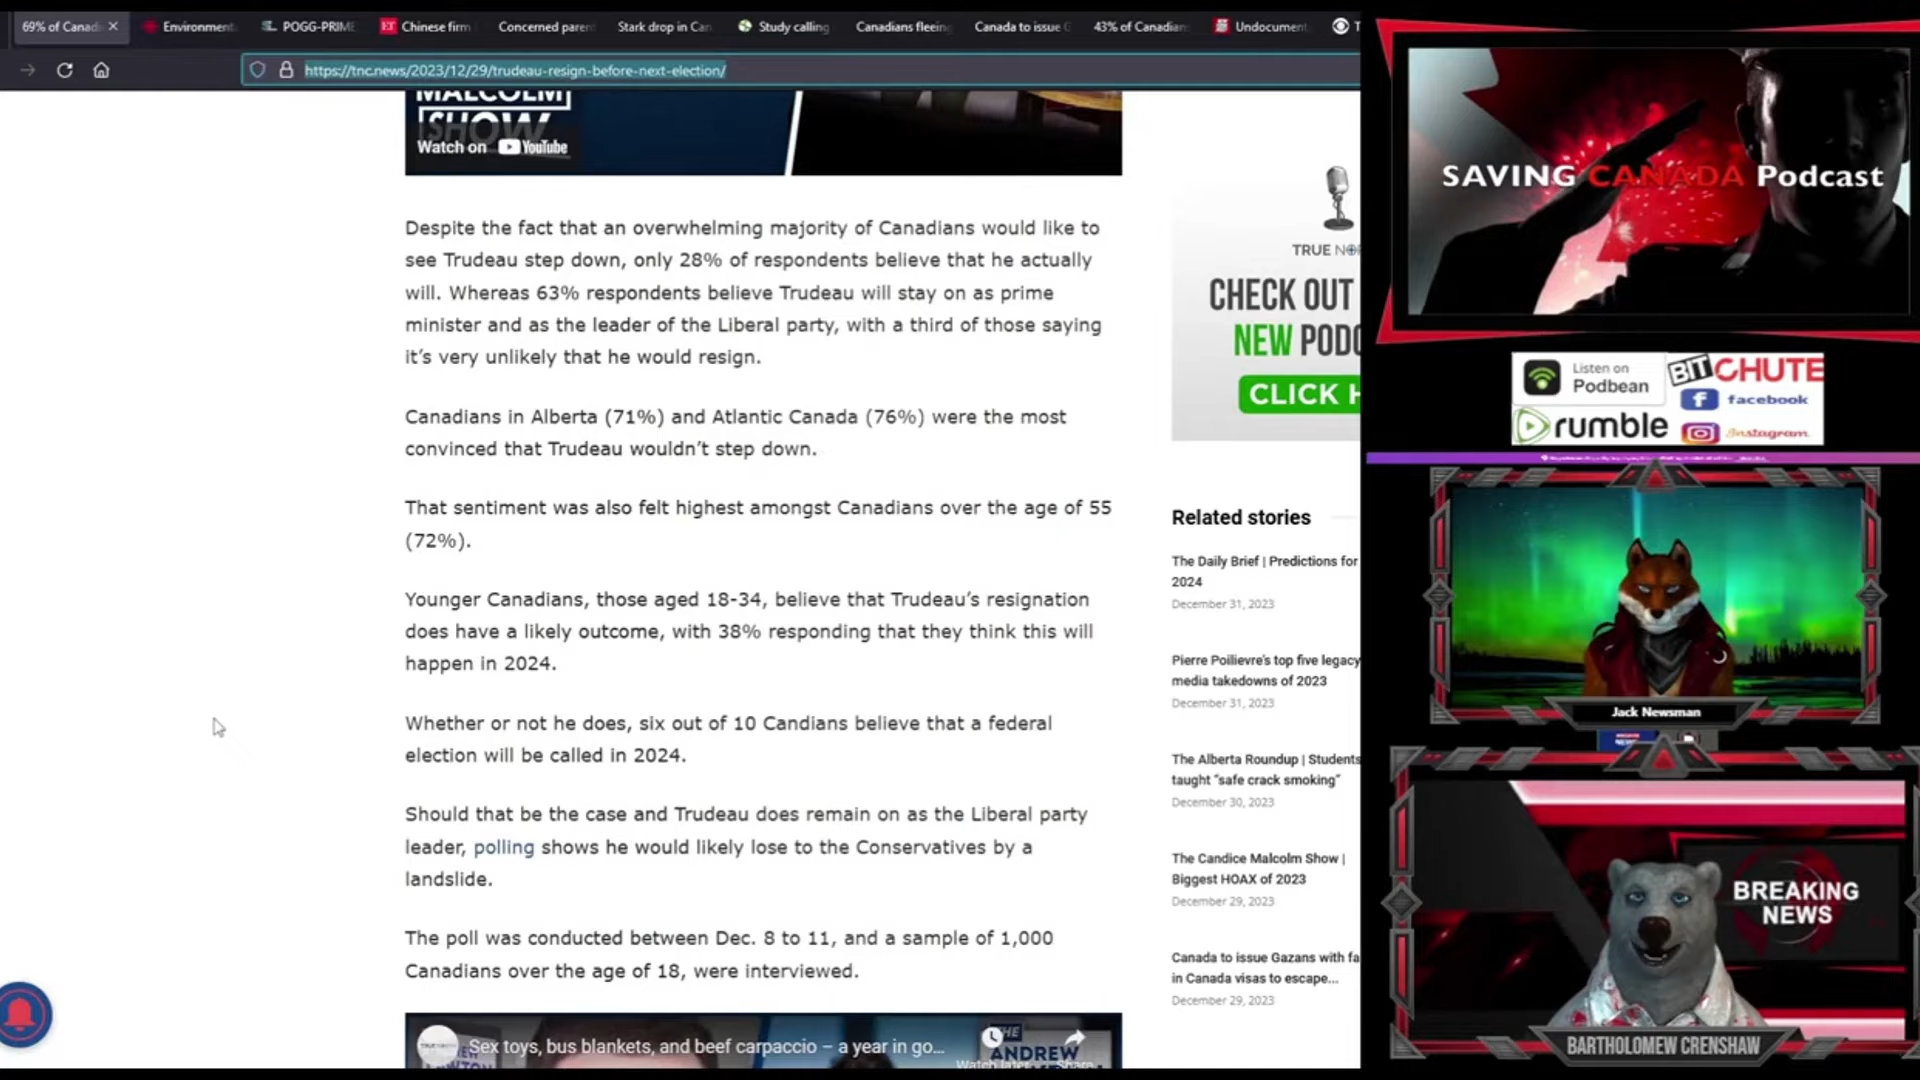 69% of Canad
Environment
POGG-PRIME
ET Chinese firm
Concerned paren
Stark drop in Can
Study calling
Canadians fleeing
Canada to issue G
43% of Canadian
Undocument
https://tnc.news/2023/12/29/trudeau-resign-before-next-election/
MALCOLM
SHOW
Watch on YouTube
Despite the fact that an overwhelming majority of Canadians would like to
see Trudeau step down, only 28% of respondents believe that he actually
will. Whereas 63% respondents believe Trudeau will stay on as prime
minister and as the leader of the Liberal party, with a third of those saying
it’s very unlikely that he would resign.
Canadians in Alberta (71%) and Atlantic Canada (76%) were the most
convinced that Trudeau wouldn’t step down.
That sentiment was also felt highest amongst Canadians over the age of 55
(72%).
Younger Canadians, those aged 18-34, believe that Trudeau’s resignation
does have a likely outcome, with 38% responding that they think this will
happen in 2024.
Whether or not he does, six out of 10 Candians believe that a federal
election will be called in 2024.
Should that be the case and Trudeau does remain on as the Liberal party
leader, polling shows he would likely lose to the Conservatives by a
landslide.
The poll was conducted between Dec. 8 to 11, and a sample of 1,000
Canadians over the age of 18, were interviewed.
Sex toys, bus blankets, and beef carpaccio – a year in go...
THE
ANDREW
Watch later
Share
TRUE NO
CHECK OUT
NEW PODC
CLICK H
Related stories
The Daily Brief | Predictions for
2024
December 31, 2023
Pierre Poilievre's top five legacy
media takedowns of 2023
December 31, 2023
The Alberta Roundup | Students
taught “safe crack smoking”
December 30, 2023
The Candice Malcolm Show |
Biggest HOAX of 2023
December 29, 2023
Canada to issue Gazans with fa
in Canada visas to escape...
December 29, 2023
SAVING CANADA Podcast
Listen on
Podbean
BITCHUTE
facebook
rumble
Instagram
Jack Newsman
BREAKING
NEWS
BARTHOLOMEW CRENSHAW